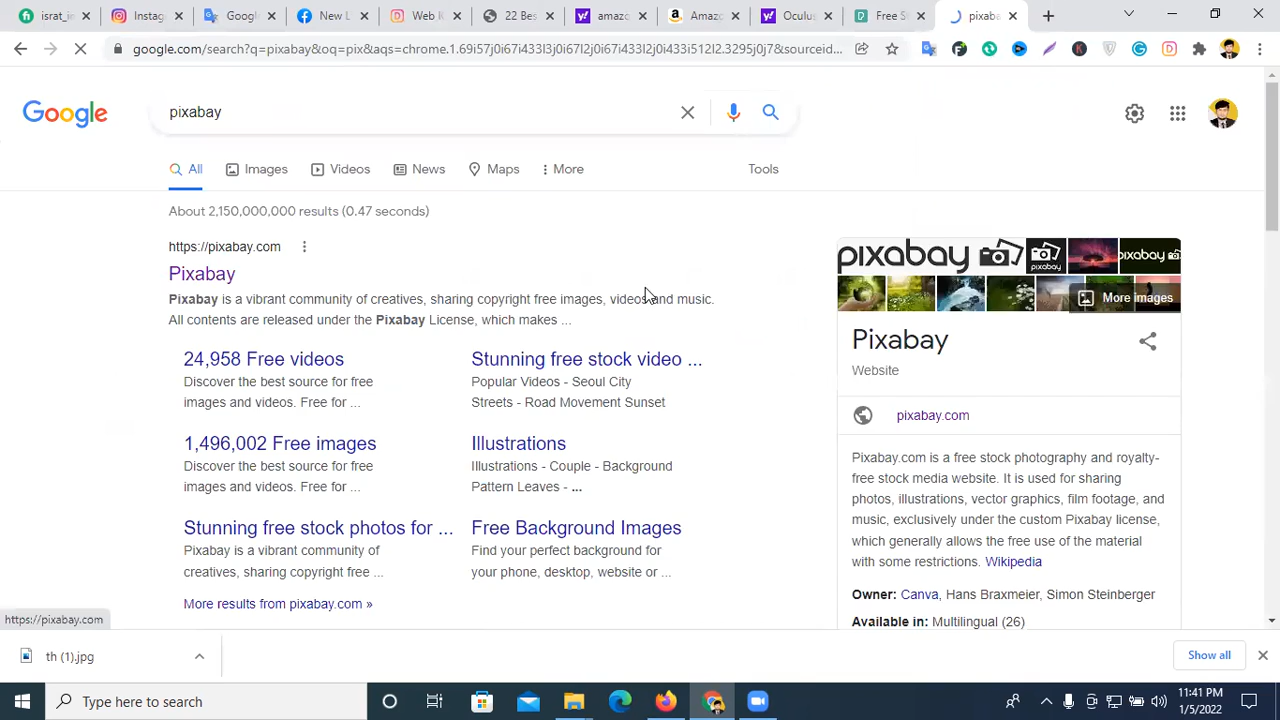 israt_in
Instag
Google
New L
Web k
22 Bes
amazo
Amaz
Oculu
Free S
pixaba
google.com/search?q=pixabay&oq=pix&aqs=chrome.1.69i57j0i67i433l3j0i67l2j0i67i433l2j0i433i512l2.3295j0j7&sourceid...
Google
pixabay
All Images Videos News Maps More Tools
About 2,150,000,000 results (0.47 seconds)
https://pixabay.com
Pixabay
Pixabay is a vibrant community of creatives, sharing copyright free images, videos and music.
All contents are released under the Pixabay License, which makes ...
24,958 Free videos
Discover the best source for free
images and videos. Free for ...
Stunning free stock video ...
Popular Videos - Seoul City
Streets - Road Movement Sunset
1,496,002 Free images
Discover the best source for free
images and videos. Free for ...
Illustrations
Illustrations - Couple - Background
Pattern Leaves - ...
Stunning free stock photos for ...
Pixabay is a vibrant community of
creatives, sharing copyright free ...
Free Background Images
Find your perfect background for
your phone, desktop, website or ...
More results from pixabay.com »
pixabay
pixabay
pixabay
More images
Pixabay
Website
pixabay.com
Pixabay.com is a free stock photography and royalty-
free stock media website. It is used for sharing
photos, illustrations, vector graphics, film footage, and
music, exclusively under the custom Pixabay license,
which generally allows the free use of the material
with some restrictions. Wikipedia
Owner: Canva, Hans Braxmeier, Simon Steinberger
Available in: Multilingual (26)
https://pixabay.com
th (1).jpg
Show all
Type here to search
11:41 PM
1/5/2022